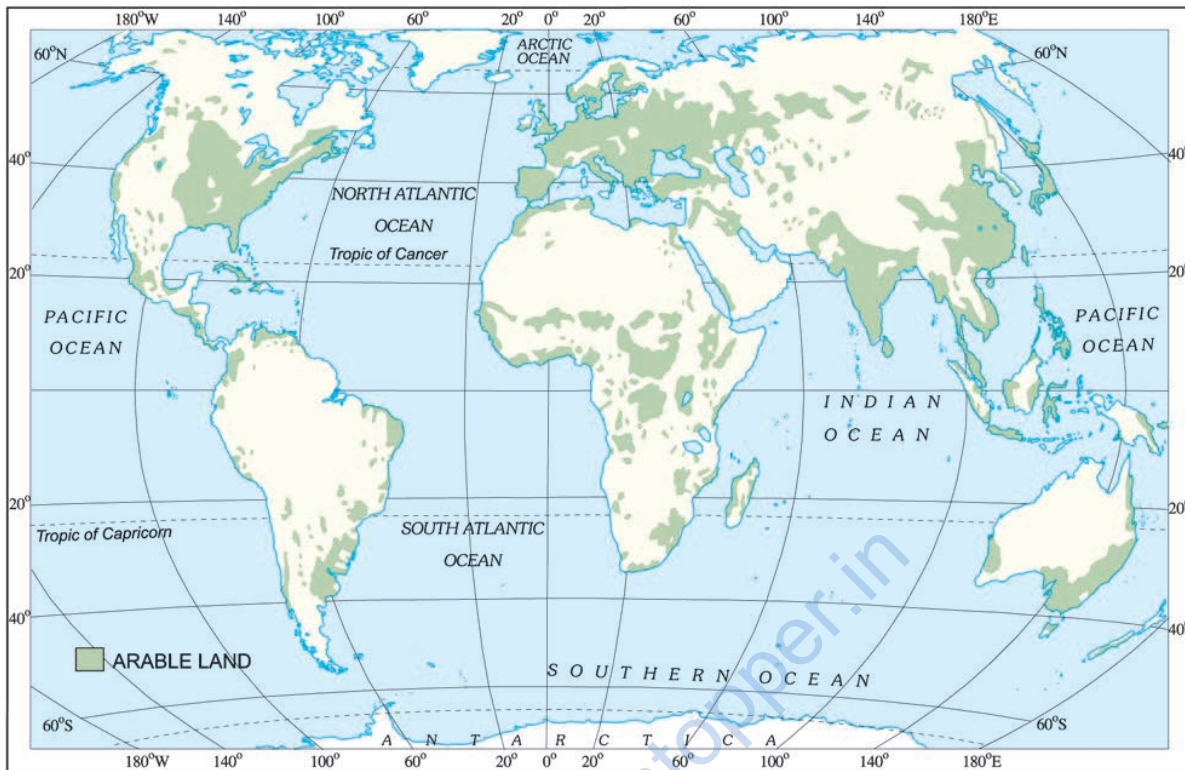 180°W 140° 100° 60° 20° 0° 20° 60° 100° 140° 180°E
60°N
ARCTIC
OCEAN
60°N
40°
40°
NORTH ATLANTIC
OCEAN
Tropic of Cancer
20°
20°
PACIFIC
OCEAN
PACIFIC
OCEAN
INDIAN
OCEAN
20°
20°
Tropic of Capricorn
SOUTH ATLANTIC
OCEAN
40°
40°
ARABLE LAND
SOUTHERN OCEAN
60°S
60°S
ANTARCTICA
180°W 140° 100° 60° 20° 0° 20° 60° 100° 140° 180°E